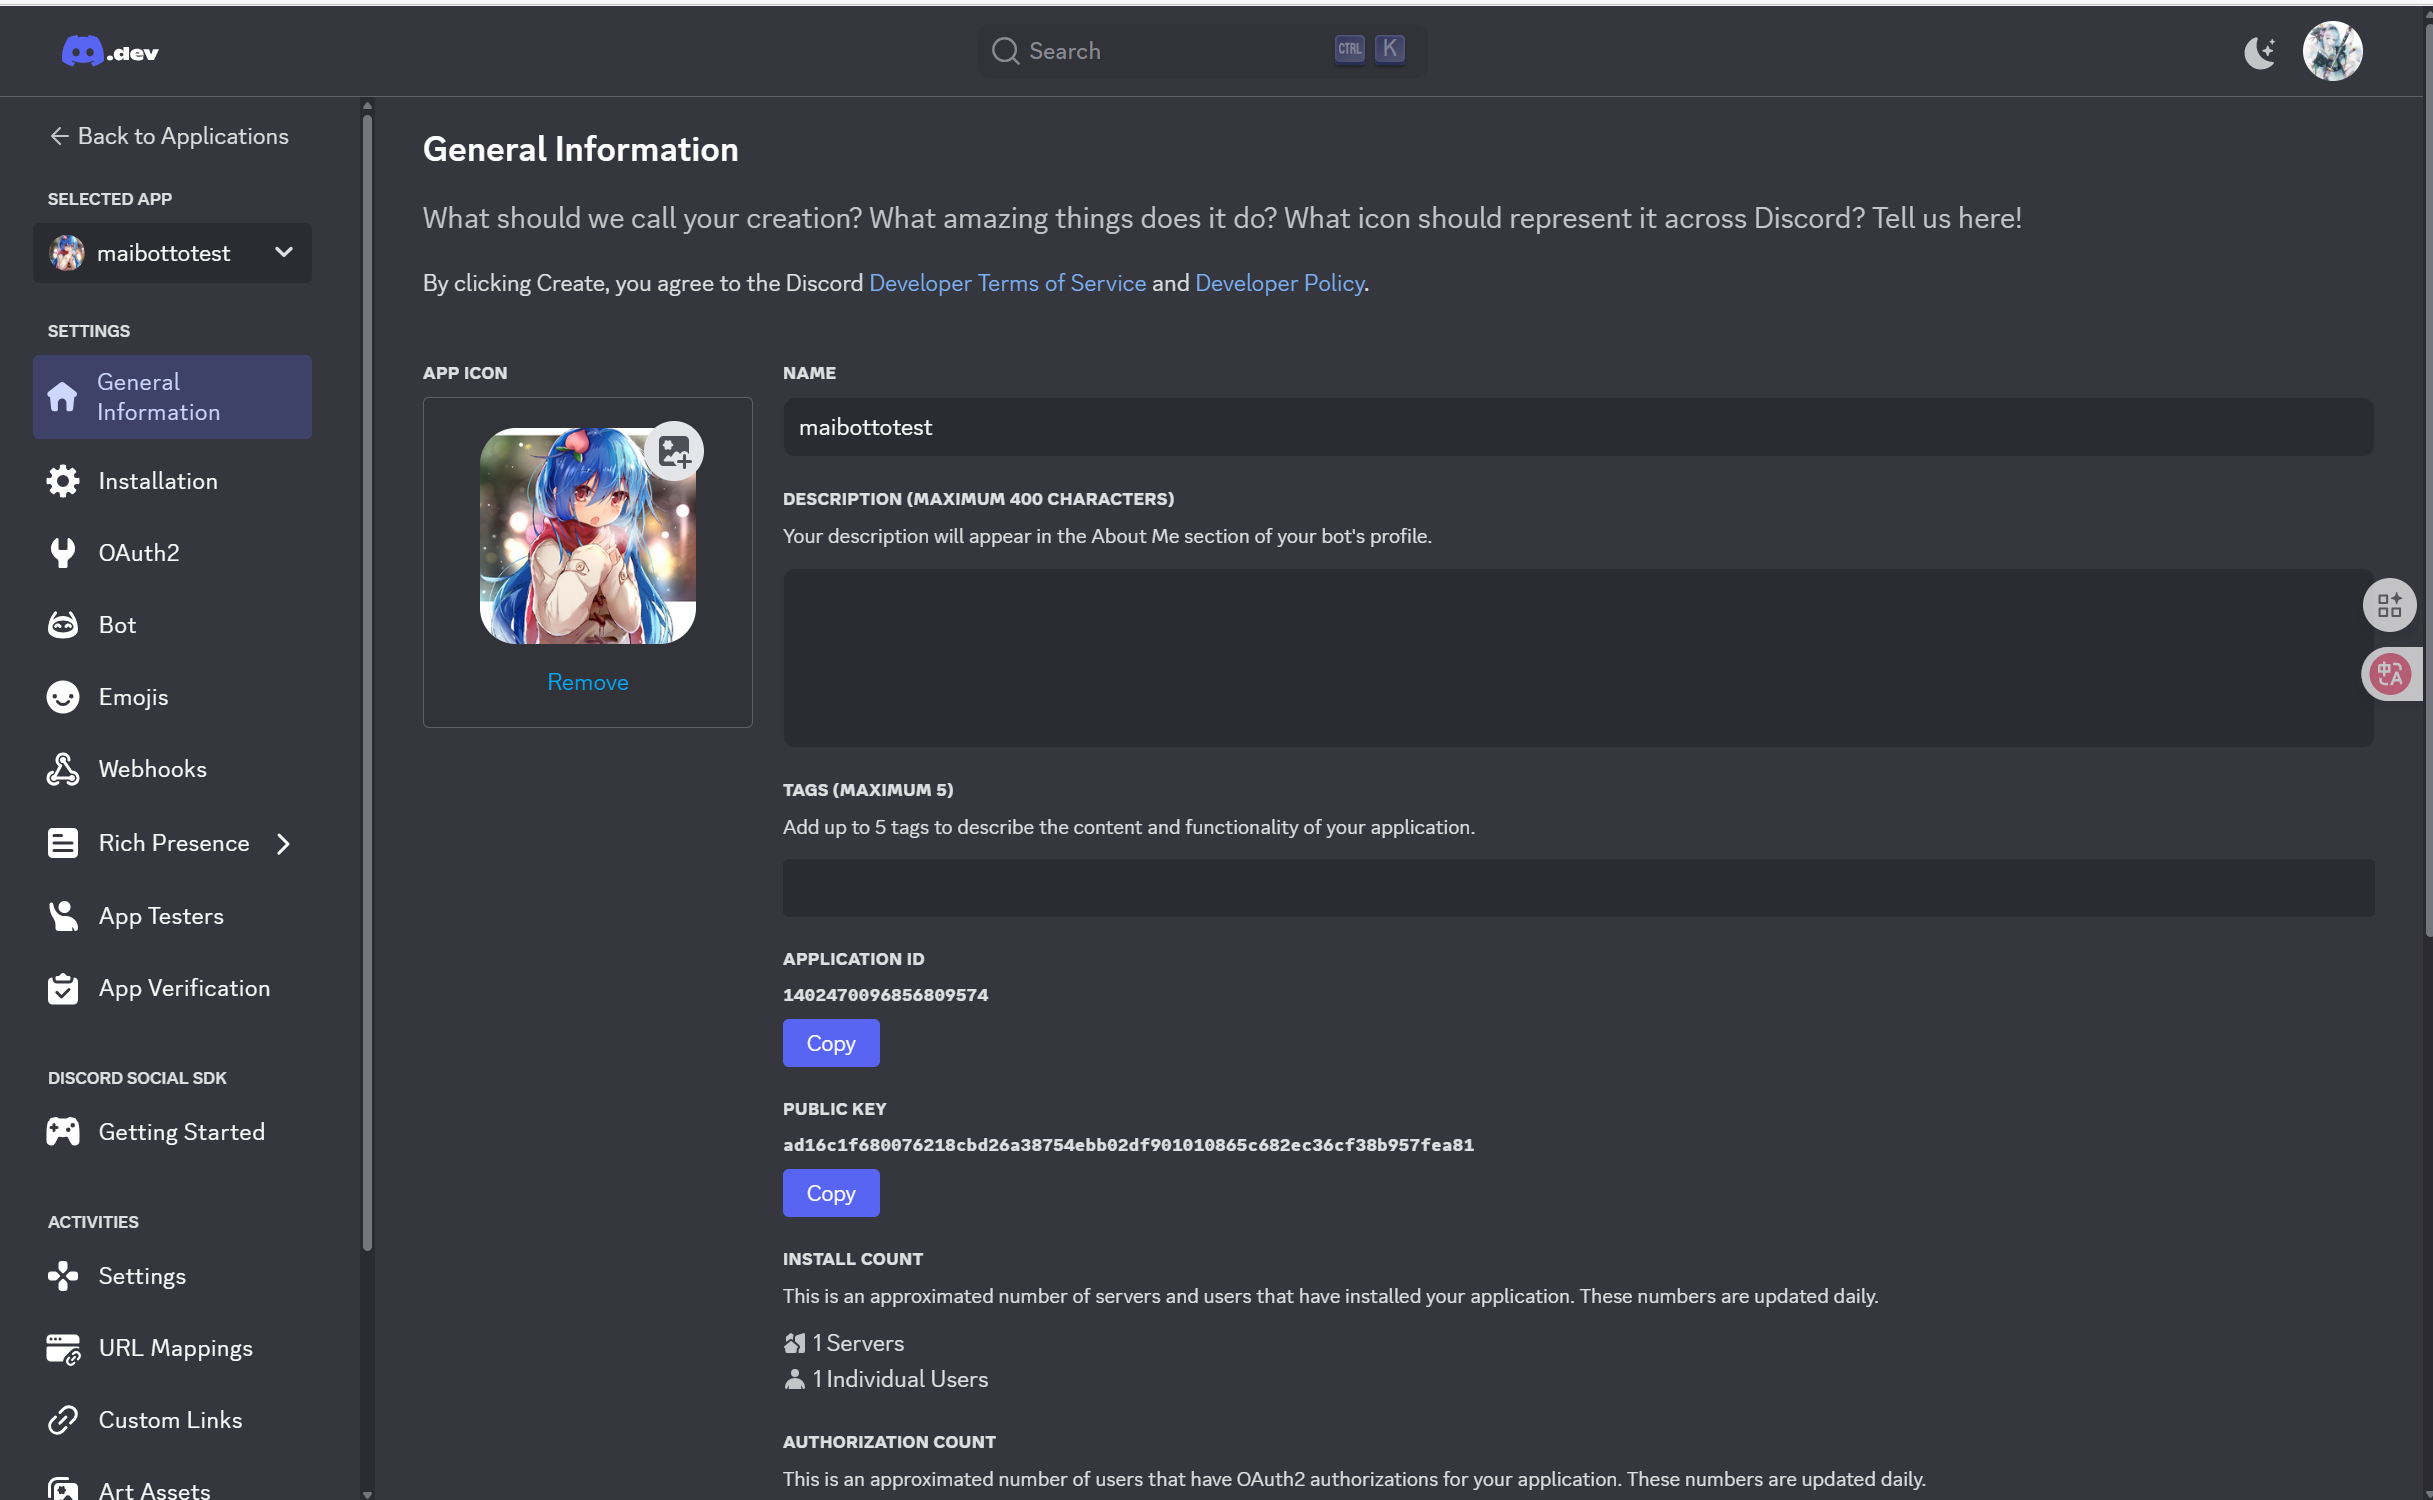 .dev
Search
CTRL K
Back to Applications
SELECTED APP
maibottotest
SETTINGS
General
Information
Installation
OAuth2
Bot
Emojis
Webhooks
Rich Presence
App Testers
App Verification
DISCORD SOCIAL SDK
Getting Started
ACTIVITIES
Settings
URL Mappings
Custom Links
Art Assets
General Information
What should we call your creation? What amazing things does it do? What icon should represent it across Discord? Tell us here!
By clicking Create, you agree to the Discord Developer Terms of Service and Developer Policy.
APP ICON
Remove
NAME
maibottotest
DESCRIPTION (MAXIMUM 400 CHARACTERS)
Your description will appear in the About Me section of your bot's profile.
TAGS (MAXIMUM 5)
Add up to 5 tags to describe the content and functionality of your application.
APPLICATION ID
1402470096856809574
Copy
PUBLIC KEY
ad16c1f680076218cbd26a38754ebb02df901010865c682ec36cf38b957fea81
Copy
INSTALL COUNT
This is an approximated number of servers and users that have installed your application. These numbers are updated daily.
1 Servers
1 Individual Users
AUTHORIZATION COUNT
This is an approximated number of users that have OAuth2 authorizations for your application. These numbers are updated daily.
中A